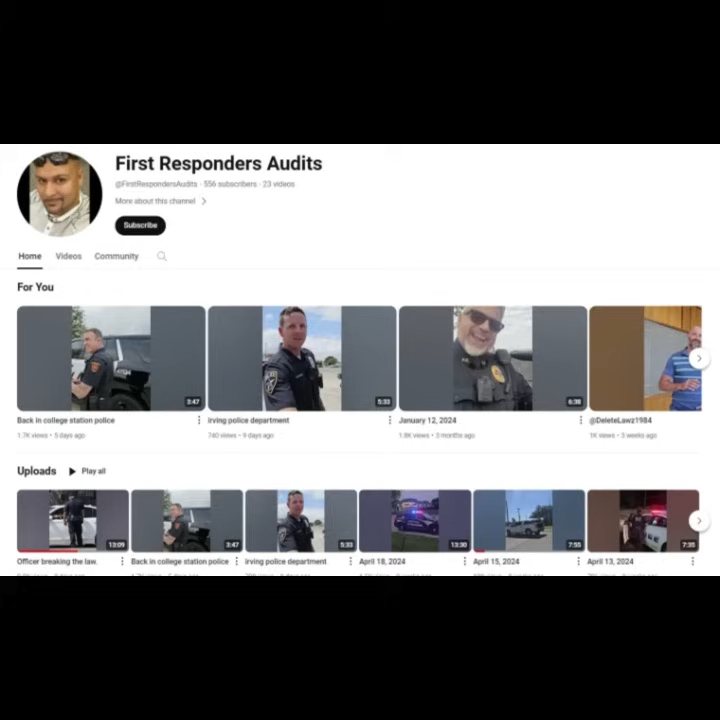 First Responders Audits
@FirstRespondersAudits · 556 subscribers · 23 videos
More about this channel
Subscribe
Home Videos Community
For You
3:47 5:33 6:38
Back in college station police irving police department January 12, 2024 @DeleteLawz1984
1.7K views • 5 days ago 740 views • 9 days ago 1.8K views • 3 months ago 1K views • 3 weeks ago
Uploads Play all
13:09 3:47 5:33 13:30 7:55 7:35
Officer breaking the law. Back in college station police irving police department April 18, 2024 April 15, 2024 April 13, 2024